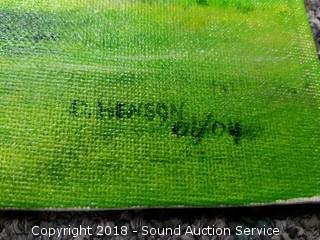 D. HENSON
01/04
Copyright 2018 - Sound Auction Service